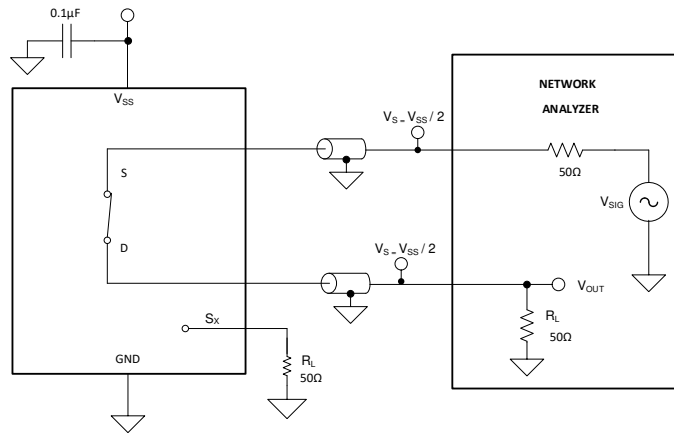 0.1µF
VSS
NETWORK
ANALYZER
VS = VSS / 2
S
50Ω
VSIG
D
VS = VSS / 2
VOUT
SX
RL
50Ω
GND
RL
50Ω